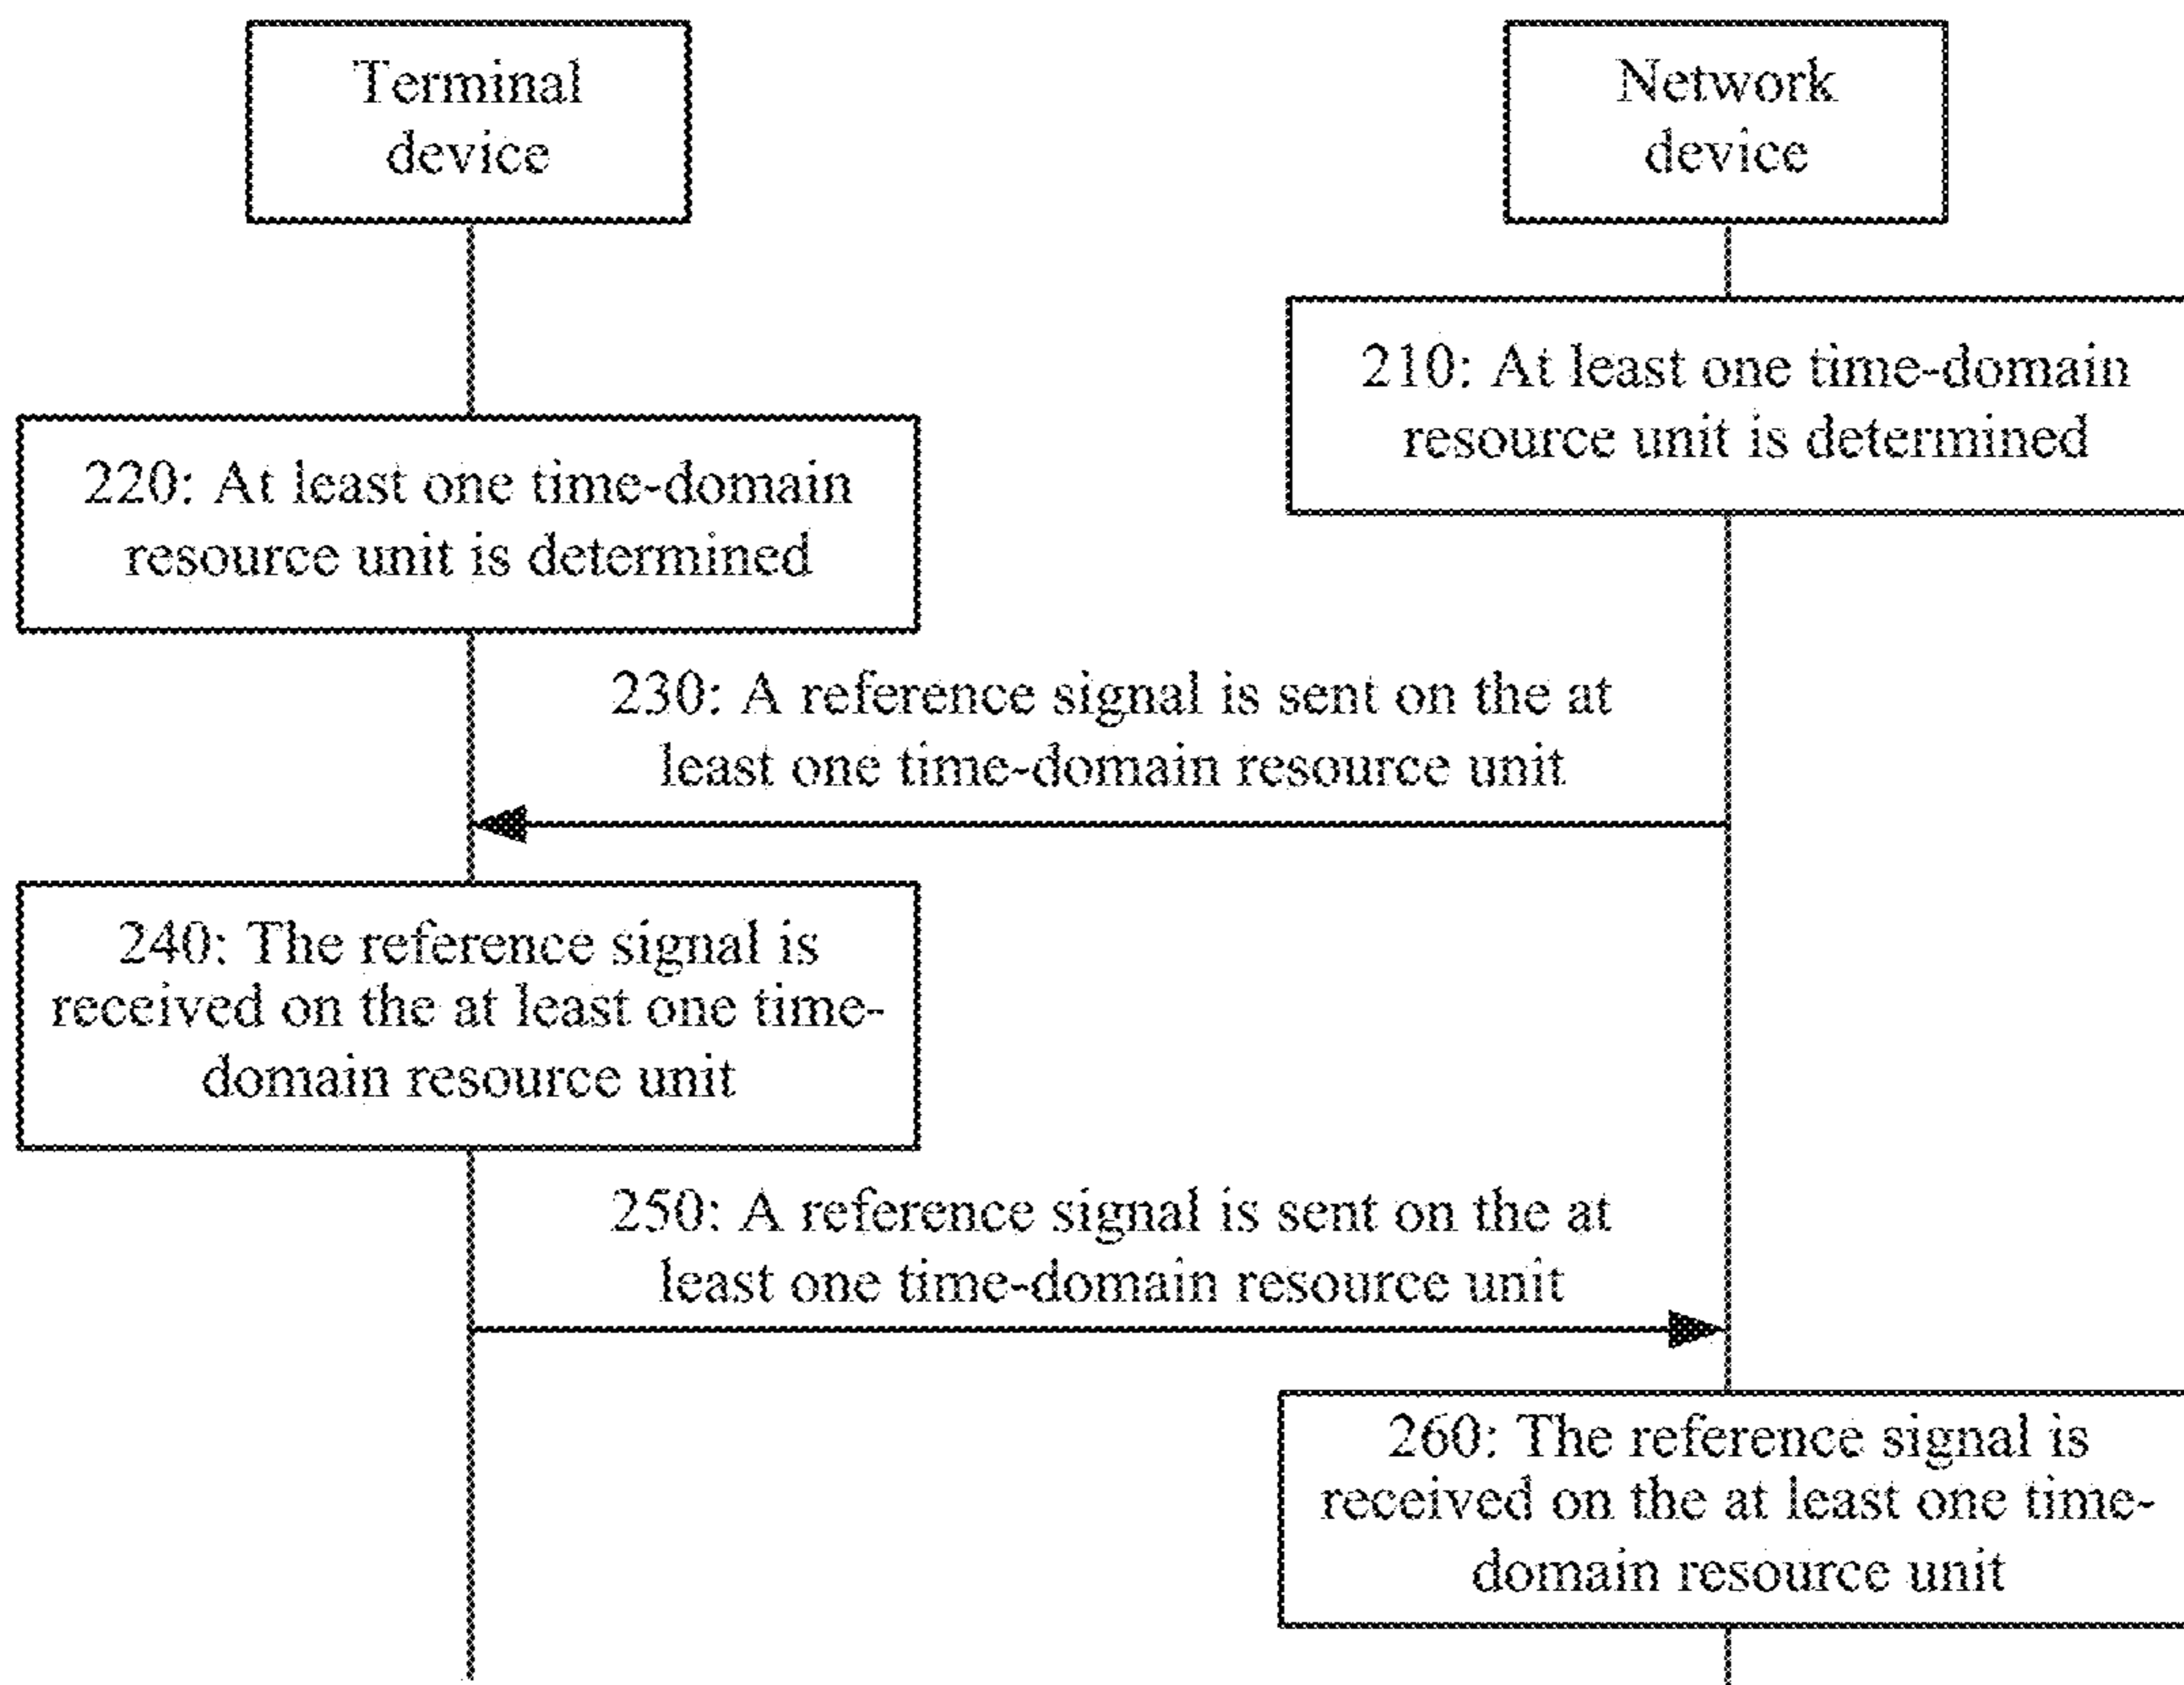 Terminal
device
Network
device
210: At least one time-domain
resource unit is determined
220: At least one time-domain
resource unit is determined
230: A reference signal is sent on the at
least one time-domain resource unit
240: The reference signal is
received on the at least one time-
domain resource unit
250: A reference signal is sent on the at
least one time-domain resource unit
260: The reference signal is
received on the at least one time-
domain resource unit